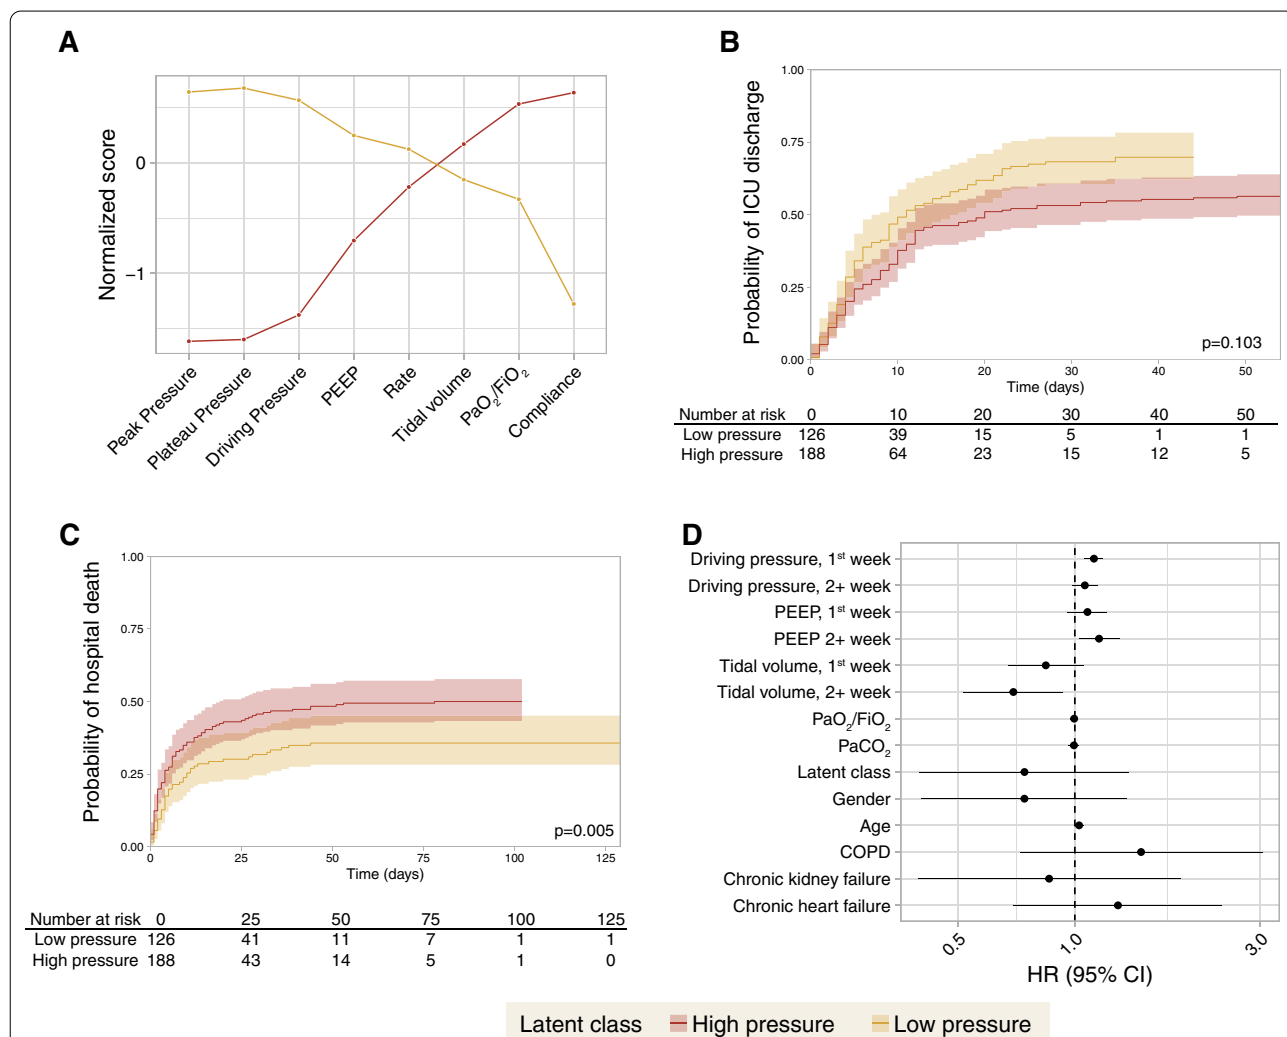 A
Normalized score
0
−1
Peak Pressure
Plateau Pressure
Driving Pressure
PEEP
Rate
Tidal volume
PaO2/FiO2
Compliance
B
Probability of ICU discharge
1.00
0.75
0.50
0.25
0.00
p=0.103
0 10 20 30 40 50
Time (days)
Number at risk 0 10 20 30 40 50
Low pressure 126 39 15 5 1 1
High pressure 188 64 23 15 12 5
C
Probability of hospital death
1.00
0.75
0.50
0.25
0.00
p=0.005
0 25 50 75 100 125
Time (days)
Number at risk 0 25 50 75 100 125
Low pressure 126 41 11 7 1 1
High pressure 188 43 14 5 1 0
D
Driving pressure, 1st week
Driving pressure, 2+ week
PEEP, 1st week
PEEP 2+ week
Tidal volume, 1st week
Tidal volume, 2+ week
PaO2/FiO2
PaCO2
Latent class
Gender
Age
COPD
Chronic kidney failure
Chronic heart failure
0.5 1.0 3.0
HR (95% CI)
Latent class High pressure Low pressure